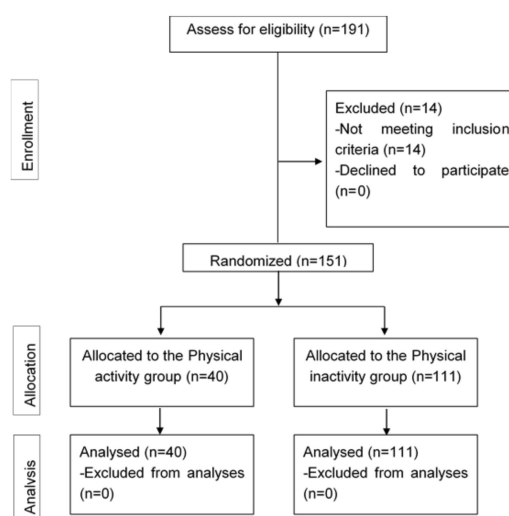 Assess for eligibility (n=191)
Enrollment
Excluded (n=14)
-Not meeting inclusion
criteria (n=14)
-Declined to participate
(n=0)
Randomized (n=151)
Allocation
Allocated to the Physical
activity group (n=40)
Allocated to the Physical
inactivity group (n=111)
Analysis
Analysed (n=40)
-Excluded from analyses
(n=0)
Analysed (n=111)
-Excluded from analyses
(n=0)